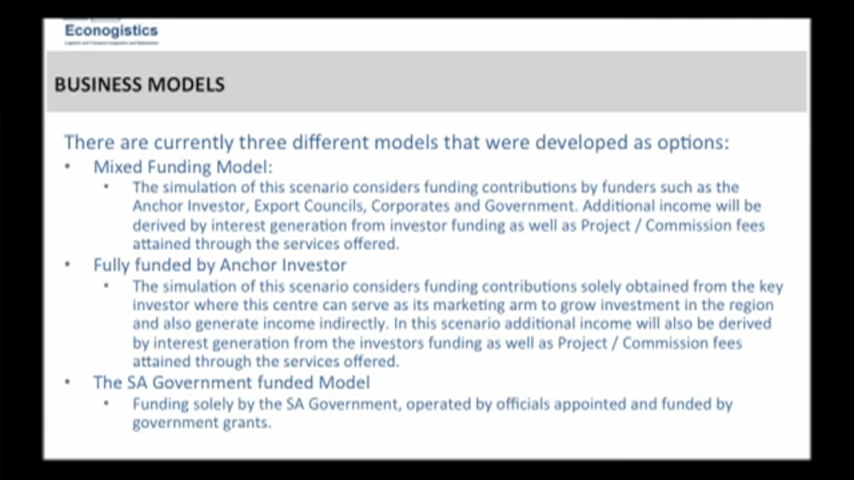 Econogistics
BUSINESS MODELS
There are currently three different models that were developed as options:
• Mixed Funding Model:
• The simulation of this scenario considers funding contributions by funders such as the
Anchor Investor, Export Councils, Corporates and Government. Additional income will be
derived by interest generation from investor funding as well as Project / Commission fees
attained through the services offered.
• Fully funded by Anchor Investor
• The simulation of this scenario considers funding contributions solely obtained from the key
investor where this centre can serve as its marketing arm to grow investment in the region
and also generate income indirectly. In this scenario additional income will also be derived
by interest generation from the investors funding as well as Project / Commission fees
attained through the services offered.
• The SA Government funded Model
• Funding solely by the SA Government, operated by officials appointed and funded by
government grants.